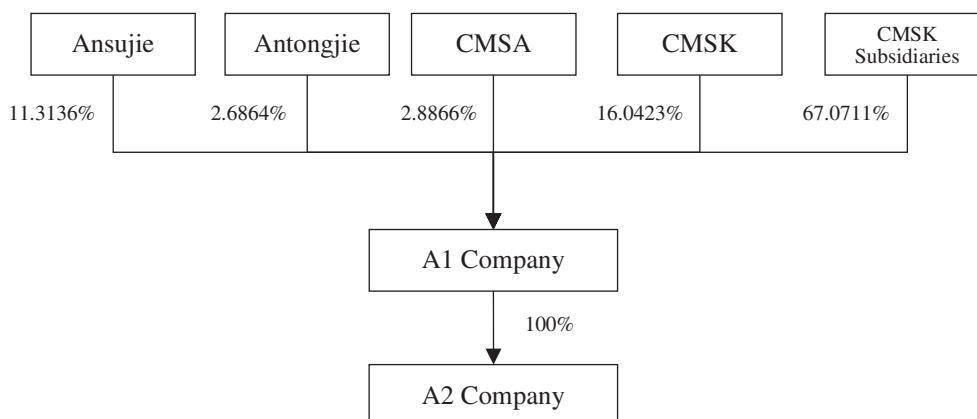 Ansujie
Antongjie
CMSA
CMSK
CMSK
Subsidiaries
11.3136%
2.6864%
2.8866%
16.0423%
67.0711%
A1 Company
100%
A2 Company